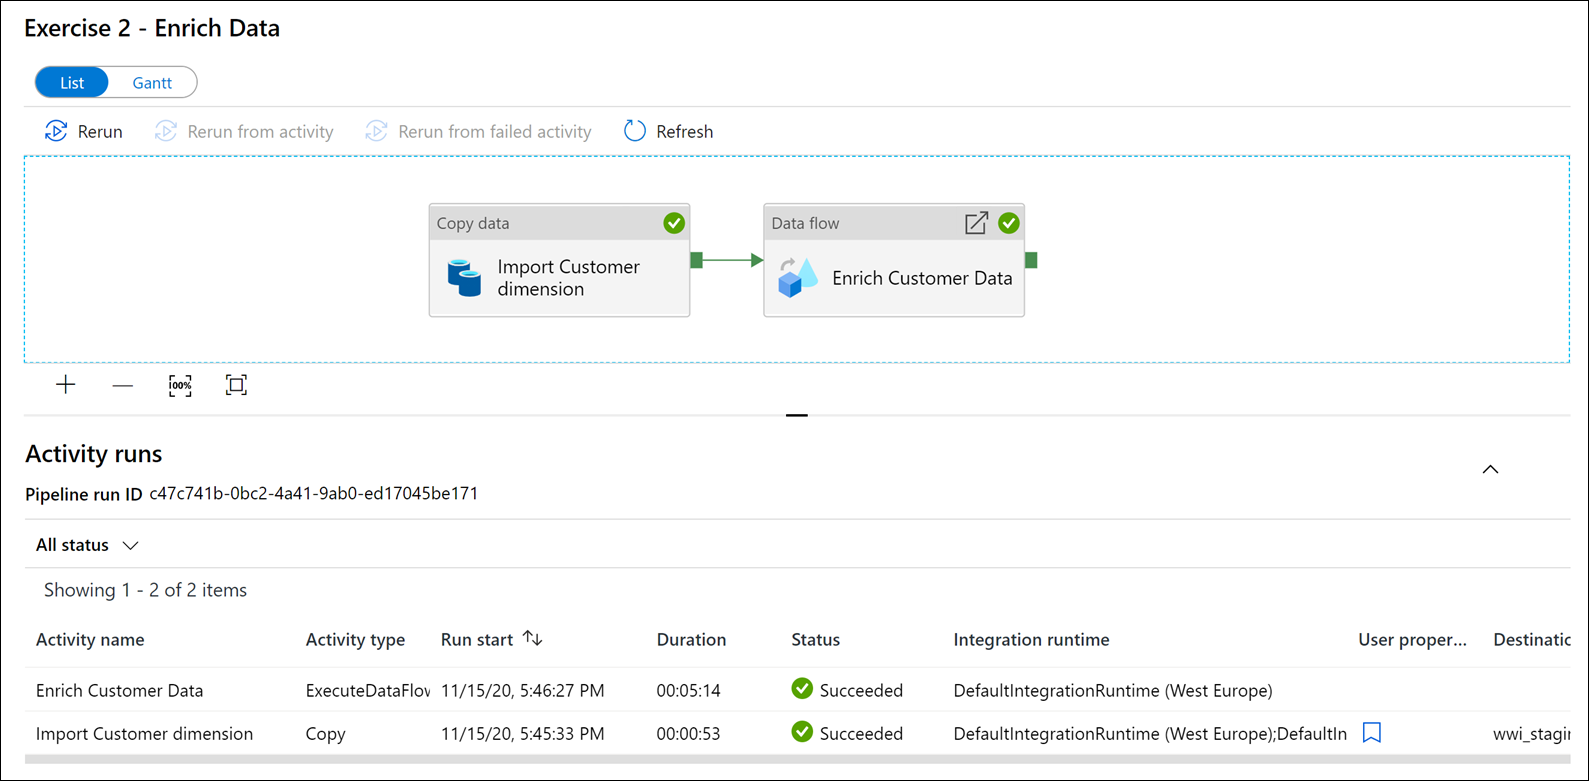 Exercise 2 - Enrich Data
List Gantt
Rerun Rerun from activity Rerun from failed activity Refresh
Copy data Data flow
Import Customer
dimension
Enrich Customer Data
100%
Activity runs
Pipeline run ID c47c741b-0bc2-4a41-9ab0-ed17045be171
All status
Showing 1 - 2 of 2 items
Activity name Activity type Run start Duration Status Integration runtime User proper... Destinatic
Enrich Customer Data ExecuteDataFlov 11/15/20, 5:46:27 PM 00:05:14 Succeeded DefaultIntegrationRuntime (West Europe)
Import Customer dimension Copy 11/15/20, 5:45:33 PM 00:00:53 Succeeded DefaultIntegrationRuntime (West Europe);DefaultIn wwi_stagin